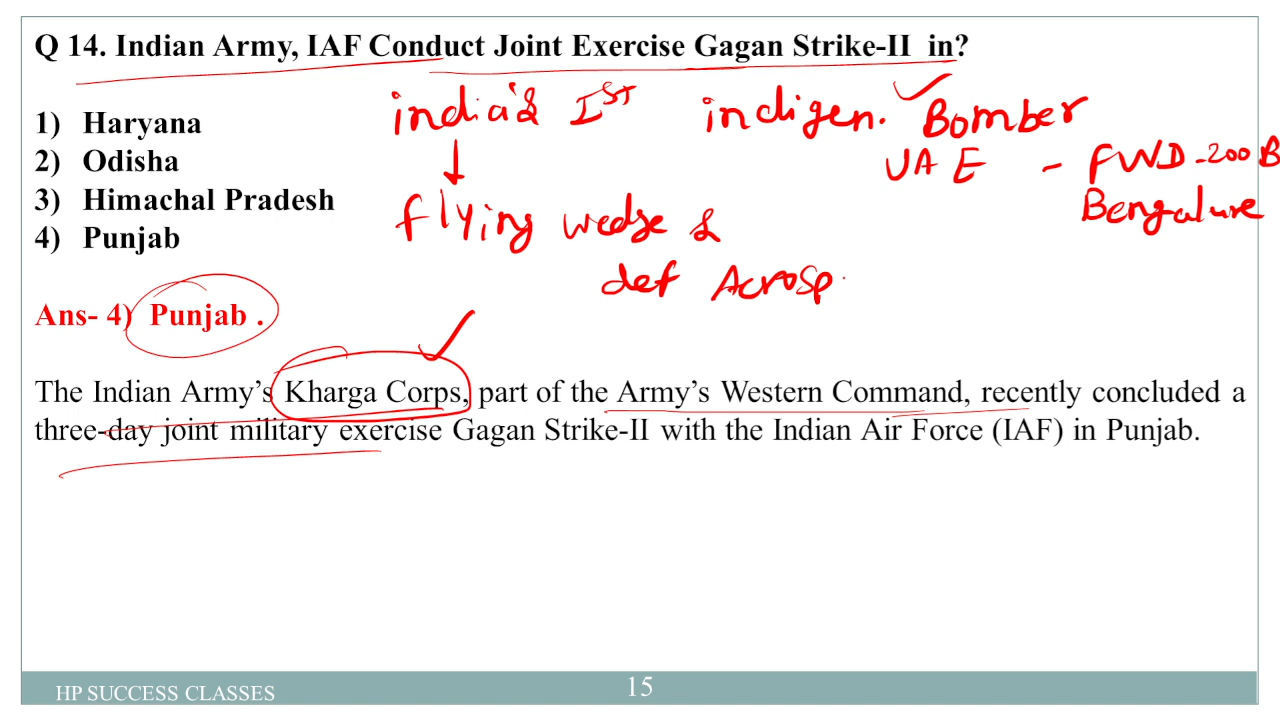 Q 14. Indian Army, IAF Conduct Joint Exercise Gagan Strike-II in?
india's Iˢᵀ indigen. Bomber
UAE - FWD-200B
Bengalure
flying wedge &
def Acrosp.
1) Haryana
2) Odisha
3) Himachal Pradesh
4) Punjab
Ans- 4) Punjab .
The Indian Army's Kharga Corps, part of the Army's Western Command, recently concluded a
three-day joint military exercise Gagan Strike-II with the Indian Air Force (IAF) in Punjab.
HP SUCCESS CLASSES
15